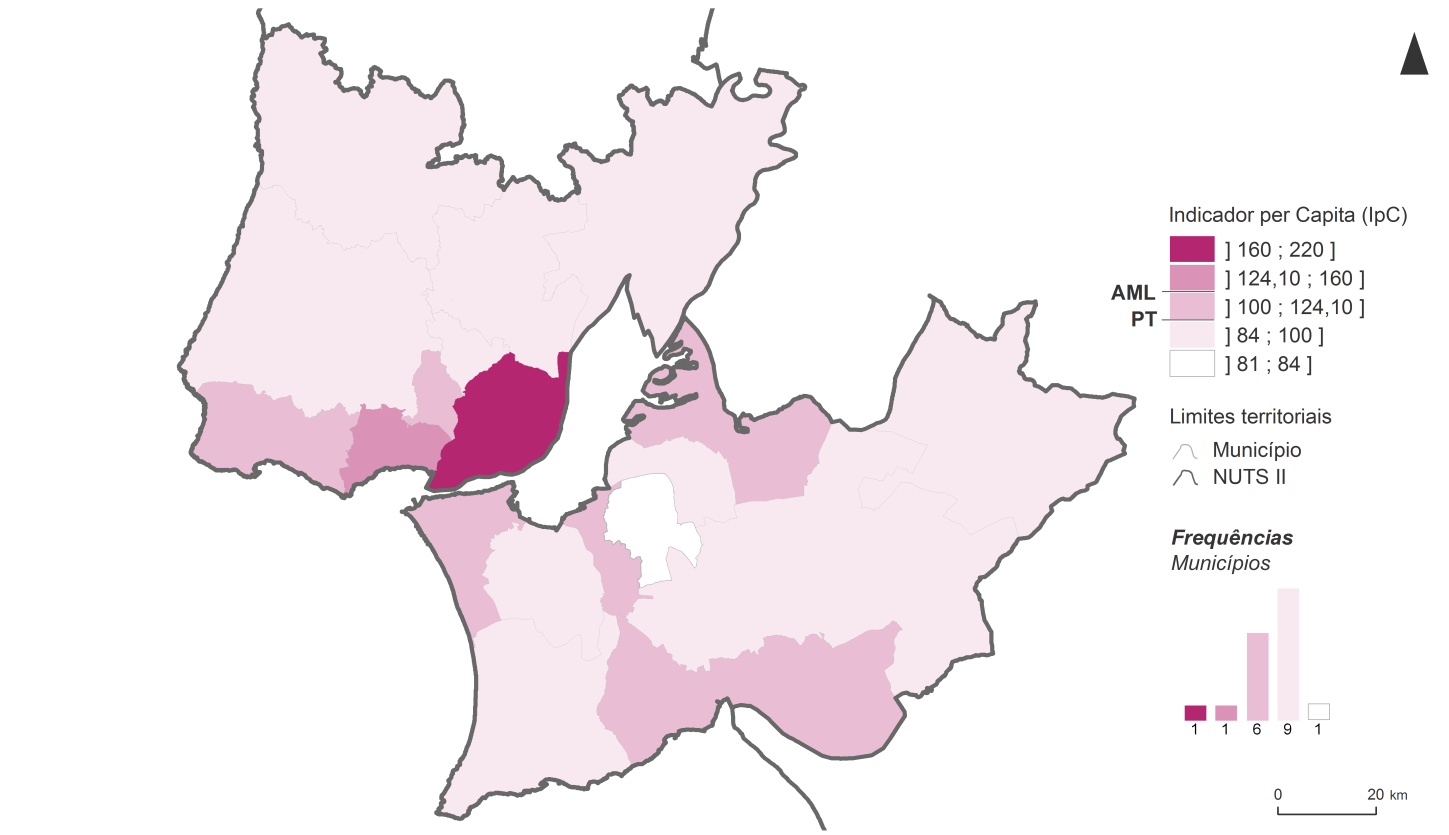 Indicador per Capita (IpC)
] 160 ; 220 ]
] 124,10 ; 160 ]
AML
] 100 ; 124,10 ]
PT
] 84 ; 100 ]
] 81 ; 84 ]
Limites territoriais
Município
NUTS II
Frequências
Municípios
1 1 6 9 1
0 20 km